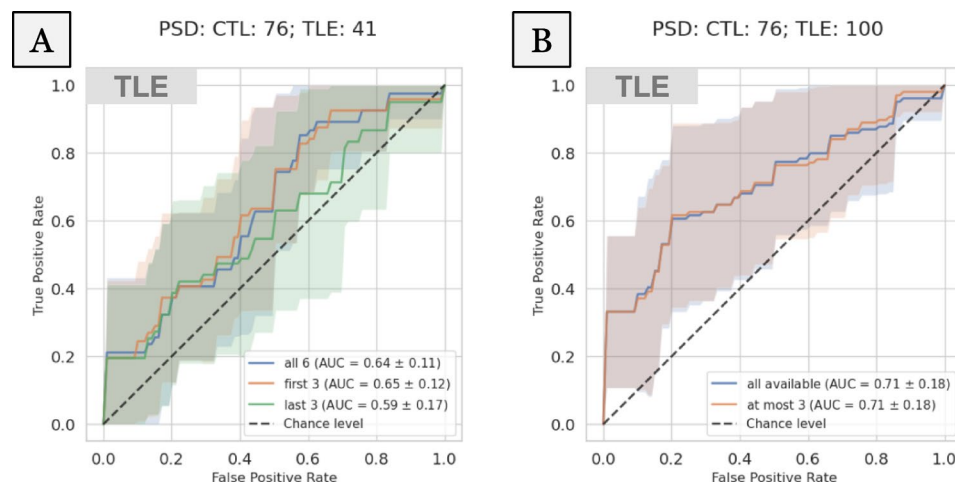 A
PSD: CTL: 76; TLE: 41
TLE
1.0
0.8
0.6
0.4
0.2
0.0
True Positive Rate
all 6 (AUC = 0.64 ± 0.11)
first 3 (AUC = 0.65 ± 0.12)
last 3 (AUC = 0.59 ± 0.17)
Chance level
0.0 0.2 0.4 0.6 0.8 1.0
False Positive Rate
B
PSD: CTL: 76; TLE: 100
TLE
1.0
0.8
0.6
0.4
0.2
0.0
True Positive Rate
all available (AUC = 0.71 ± 0.18)
at most 3 (AUC = 0.71 ± 0.18)
Chance level
0.0 0.2 0.4 0.6 0.8 1.0
False Positive Rate